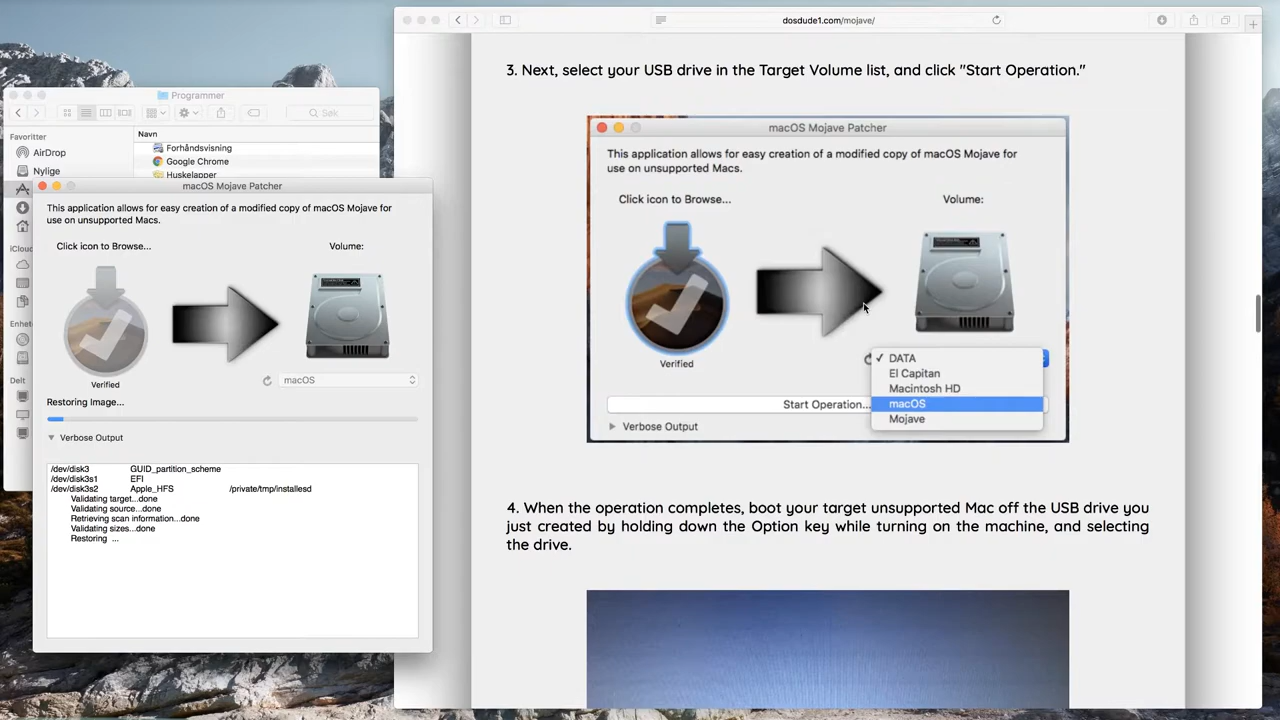 dosdude1.com/mojave/
3. Next, select your USB drive in the Target Volume list, and click "Start Operation."
macOS Mojave Patcher
This application allows for easy creation of a modified copy of macOS Mojave for
use on unsupported Macs.
Click icon to Browse...
Volume:
Verified
DATA
El Capitan
Macintosh HD
macOS
Mojave
Start Operation...
Verbose Output
4. When the operation completes, boot your target unsupported Mac off the USB drive you
just created by holding down the Option key while turning on the machine, and selecting
the drive.
Programmer
Søk
Favoritter
AirDrop
Nylige
iCloud
Enhete
Delt
Navn
Forhåndsvisning
Google Chrome
Huskelapper
macOS Mojave Patcher
This application allows for easy creation of a modified copy of macOS Mojave for
use on unsupported Macs.
Click icon to Browse...
Volume:
Verified
macOS
Restoring Image...
Verbose Output
/dev/disk3 GUID_partition_scheme
/dev/disk3s1 EFI
/dev/disk3s2 Apple_HFS /private/tmp/installesd
Validating target...done
Validating source...done
Retrieving scan information...done
Validating sizes...done
Restoring ...